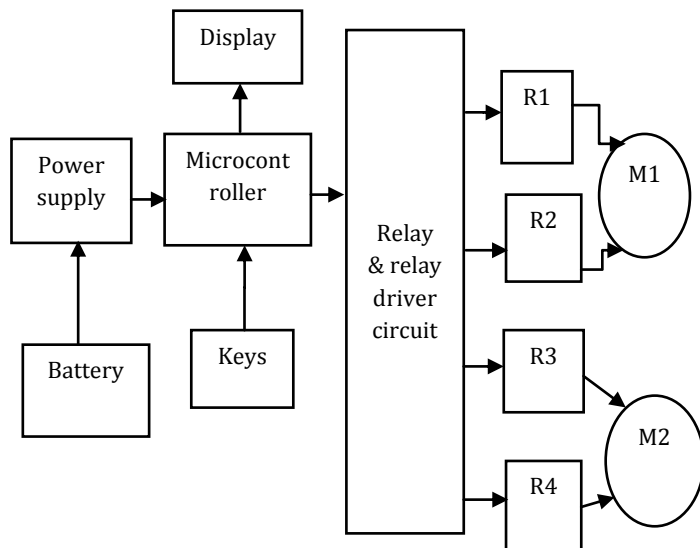 Display
Power
supply
Microcont
roller
Battery
Keys
Relay
& relay
driver
circuit
R1
R2
R3
R4
M1
M2